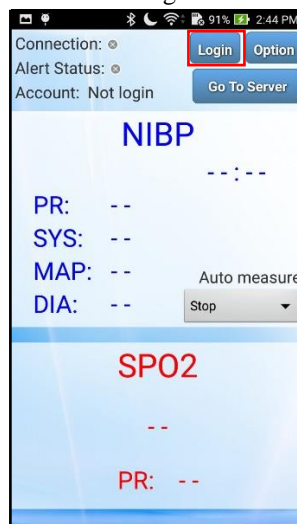 91% 2:44 PM
Connection:
Login Option
Alert Status:
Account: Not login
Go To Server
NIBP
--:--
PR: --
SYS: --
MAP: --
Auto measure
DIA: --
Stop
SPO2
--
PR: --